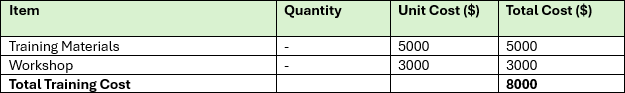 Item Quantity Unit Cost ($) Total Cost ($)
Training Materials - 5000 5000
Workshop - 3000 3000
Total Training Cost 8000